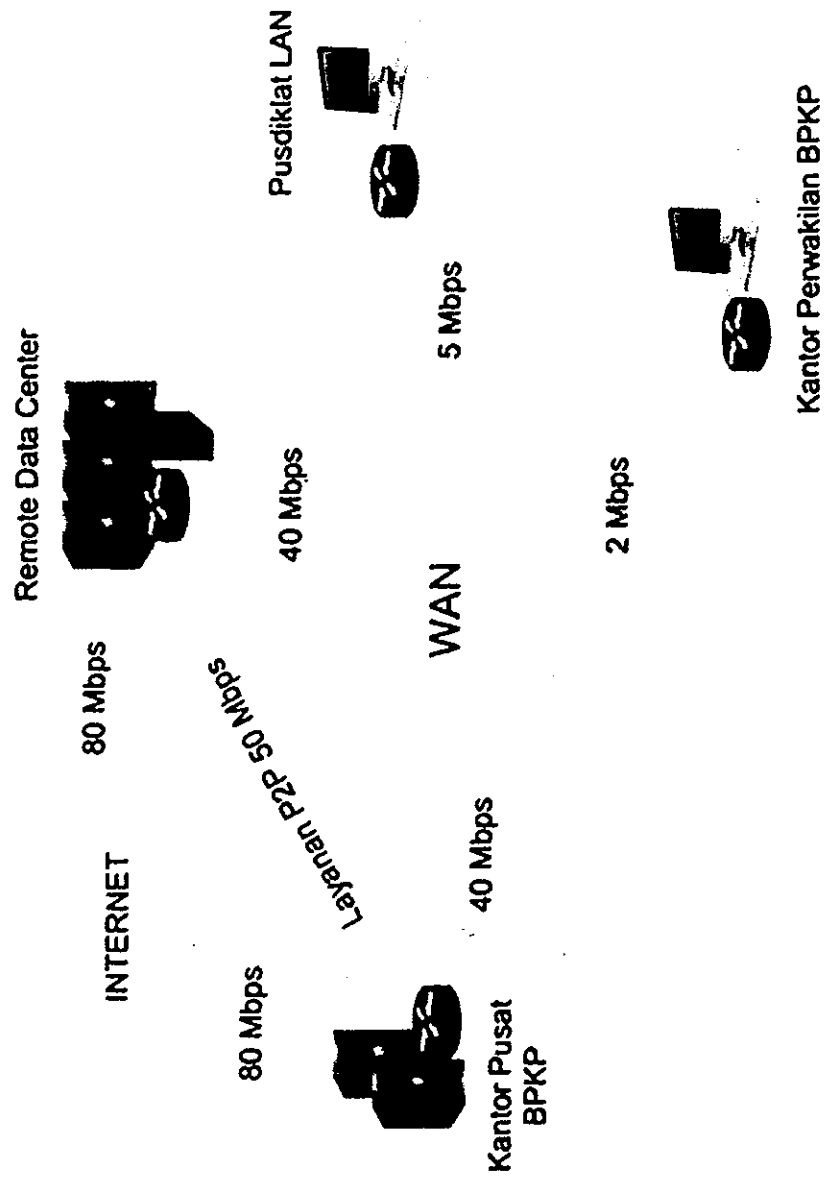 Remote Data Center
80 Mbps
INTERNET
Pusdiklat LAN
80 Mbps
Layanan P2P 50 Mbps
40 Mbps
5 Mbps
WAN
40 Mbps
Kantor Pusat
BPKP
2 Mbps
Kantor Perwakilan BPKP